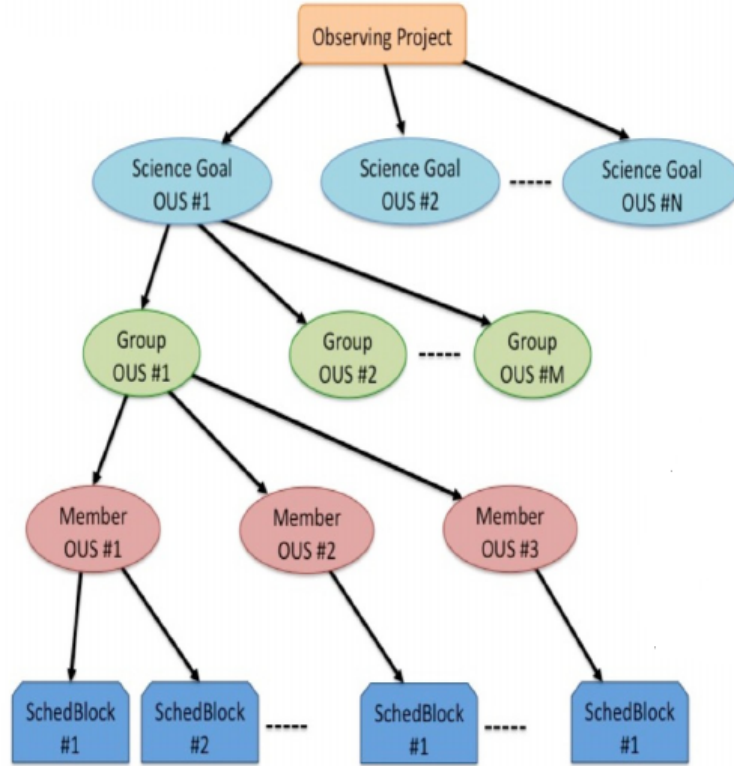 Observing Project
Science Goal
OUS #1
Science Goal
OUS #2
Science Goal
OUS #N
Group
OUS #1
Group
OUS #2
Group
OUS #M
Member
OUS #1
Member
OUS #2
Member
OUS #3
SchedBlock
#1
SchedBlock
#2
SchedBlock
#1
SchedBlock
#1